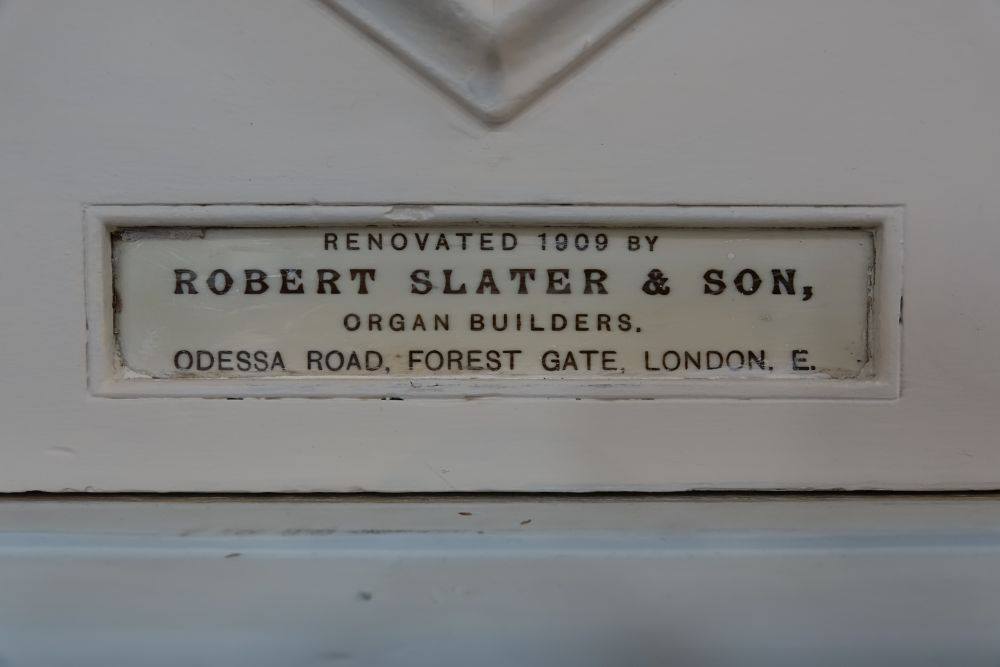 RENOVATED 1909 BY
ROBERT SLATER & SON,
ORGAN BUILDERS.
ODESSA ROAD, FOREST GATE, LONDON. E.